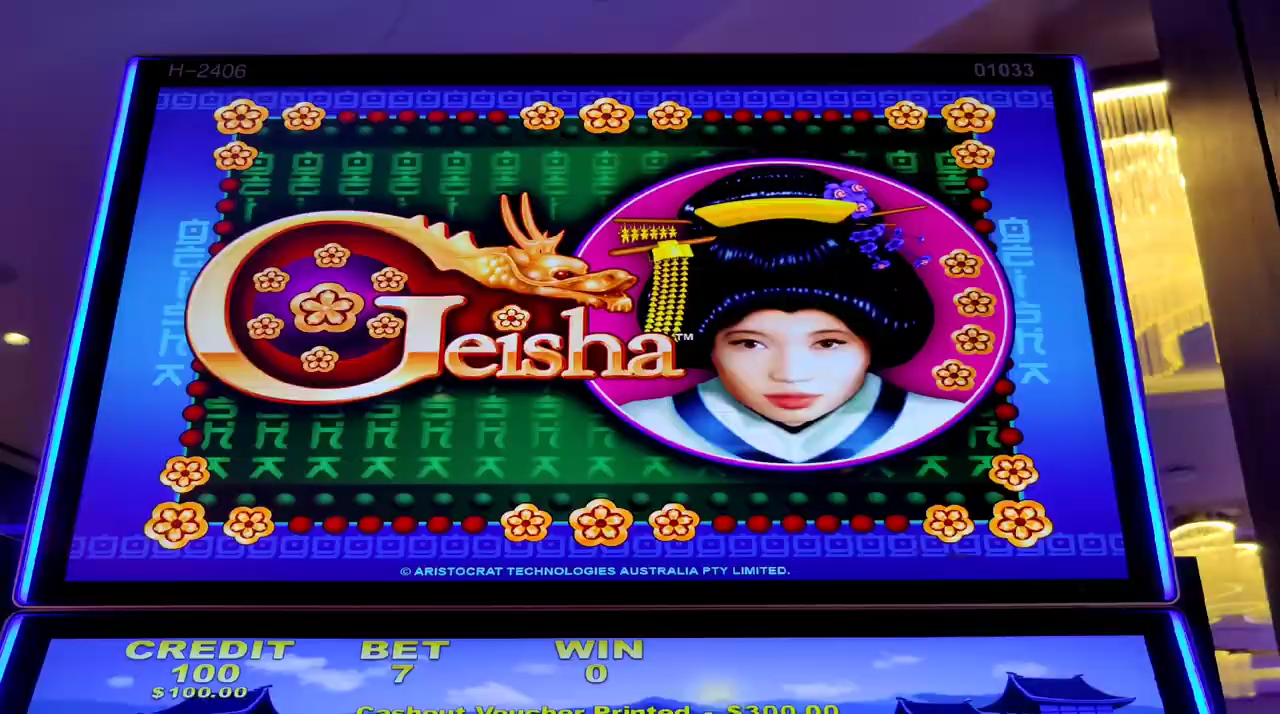 H-2406
01033
Geisha™
© ARISTOCRAT TECHNOLOGIES AUSTRALIA PTY LIMITED.
CREDIT BET WIN
100 7 0
$100.00
Cashout Voucher Printed - $300.00